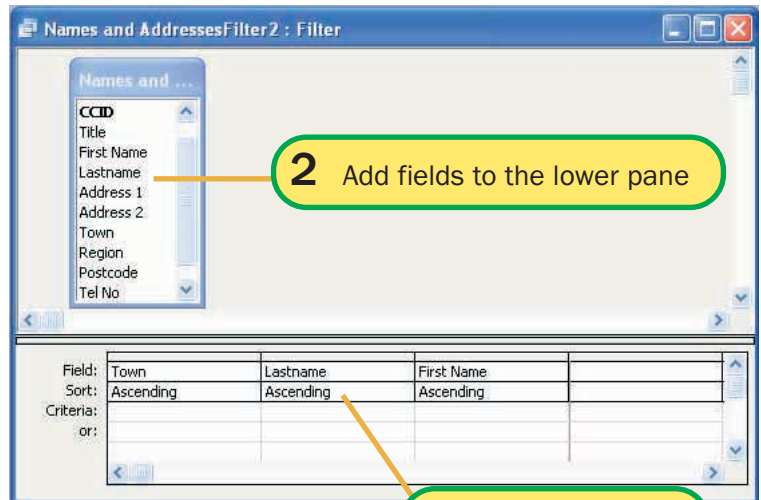 Names and AddressesFilter2 : Filter
Names and ...
CCID
Title
First Name
Lastname
Address 1
Address 2
Town
Region
Postcode
Tel No
2 Add fields to the lower pane
Field: Town Lastname First Name
Sort: Ascending Ascending Ascending
Criteria:
or: